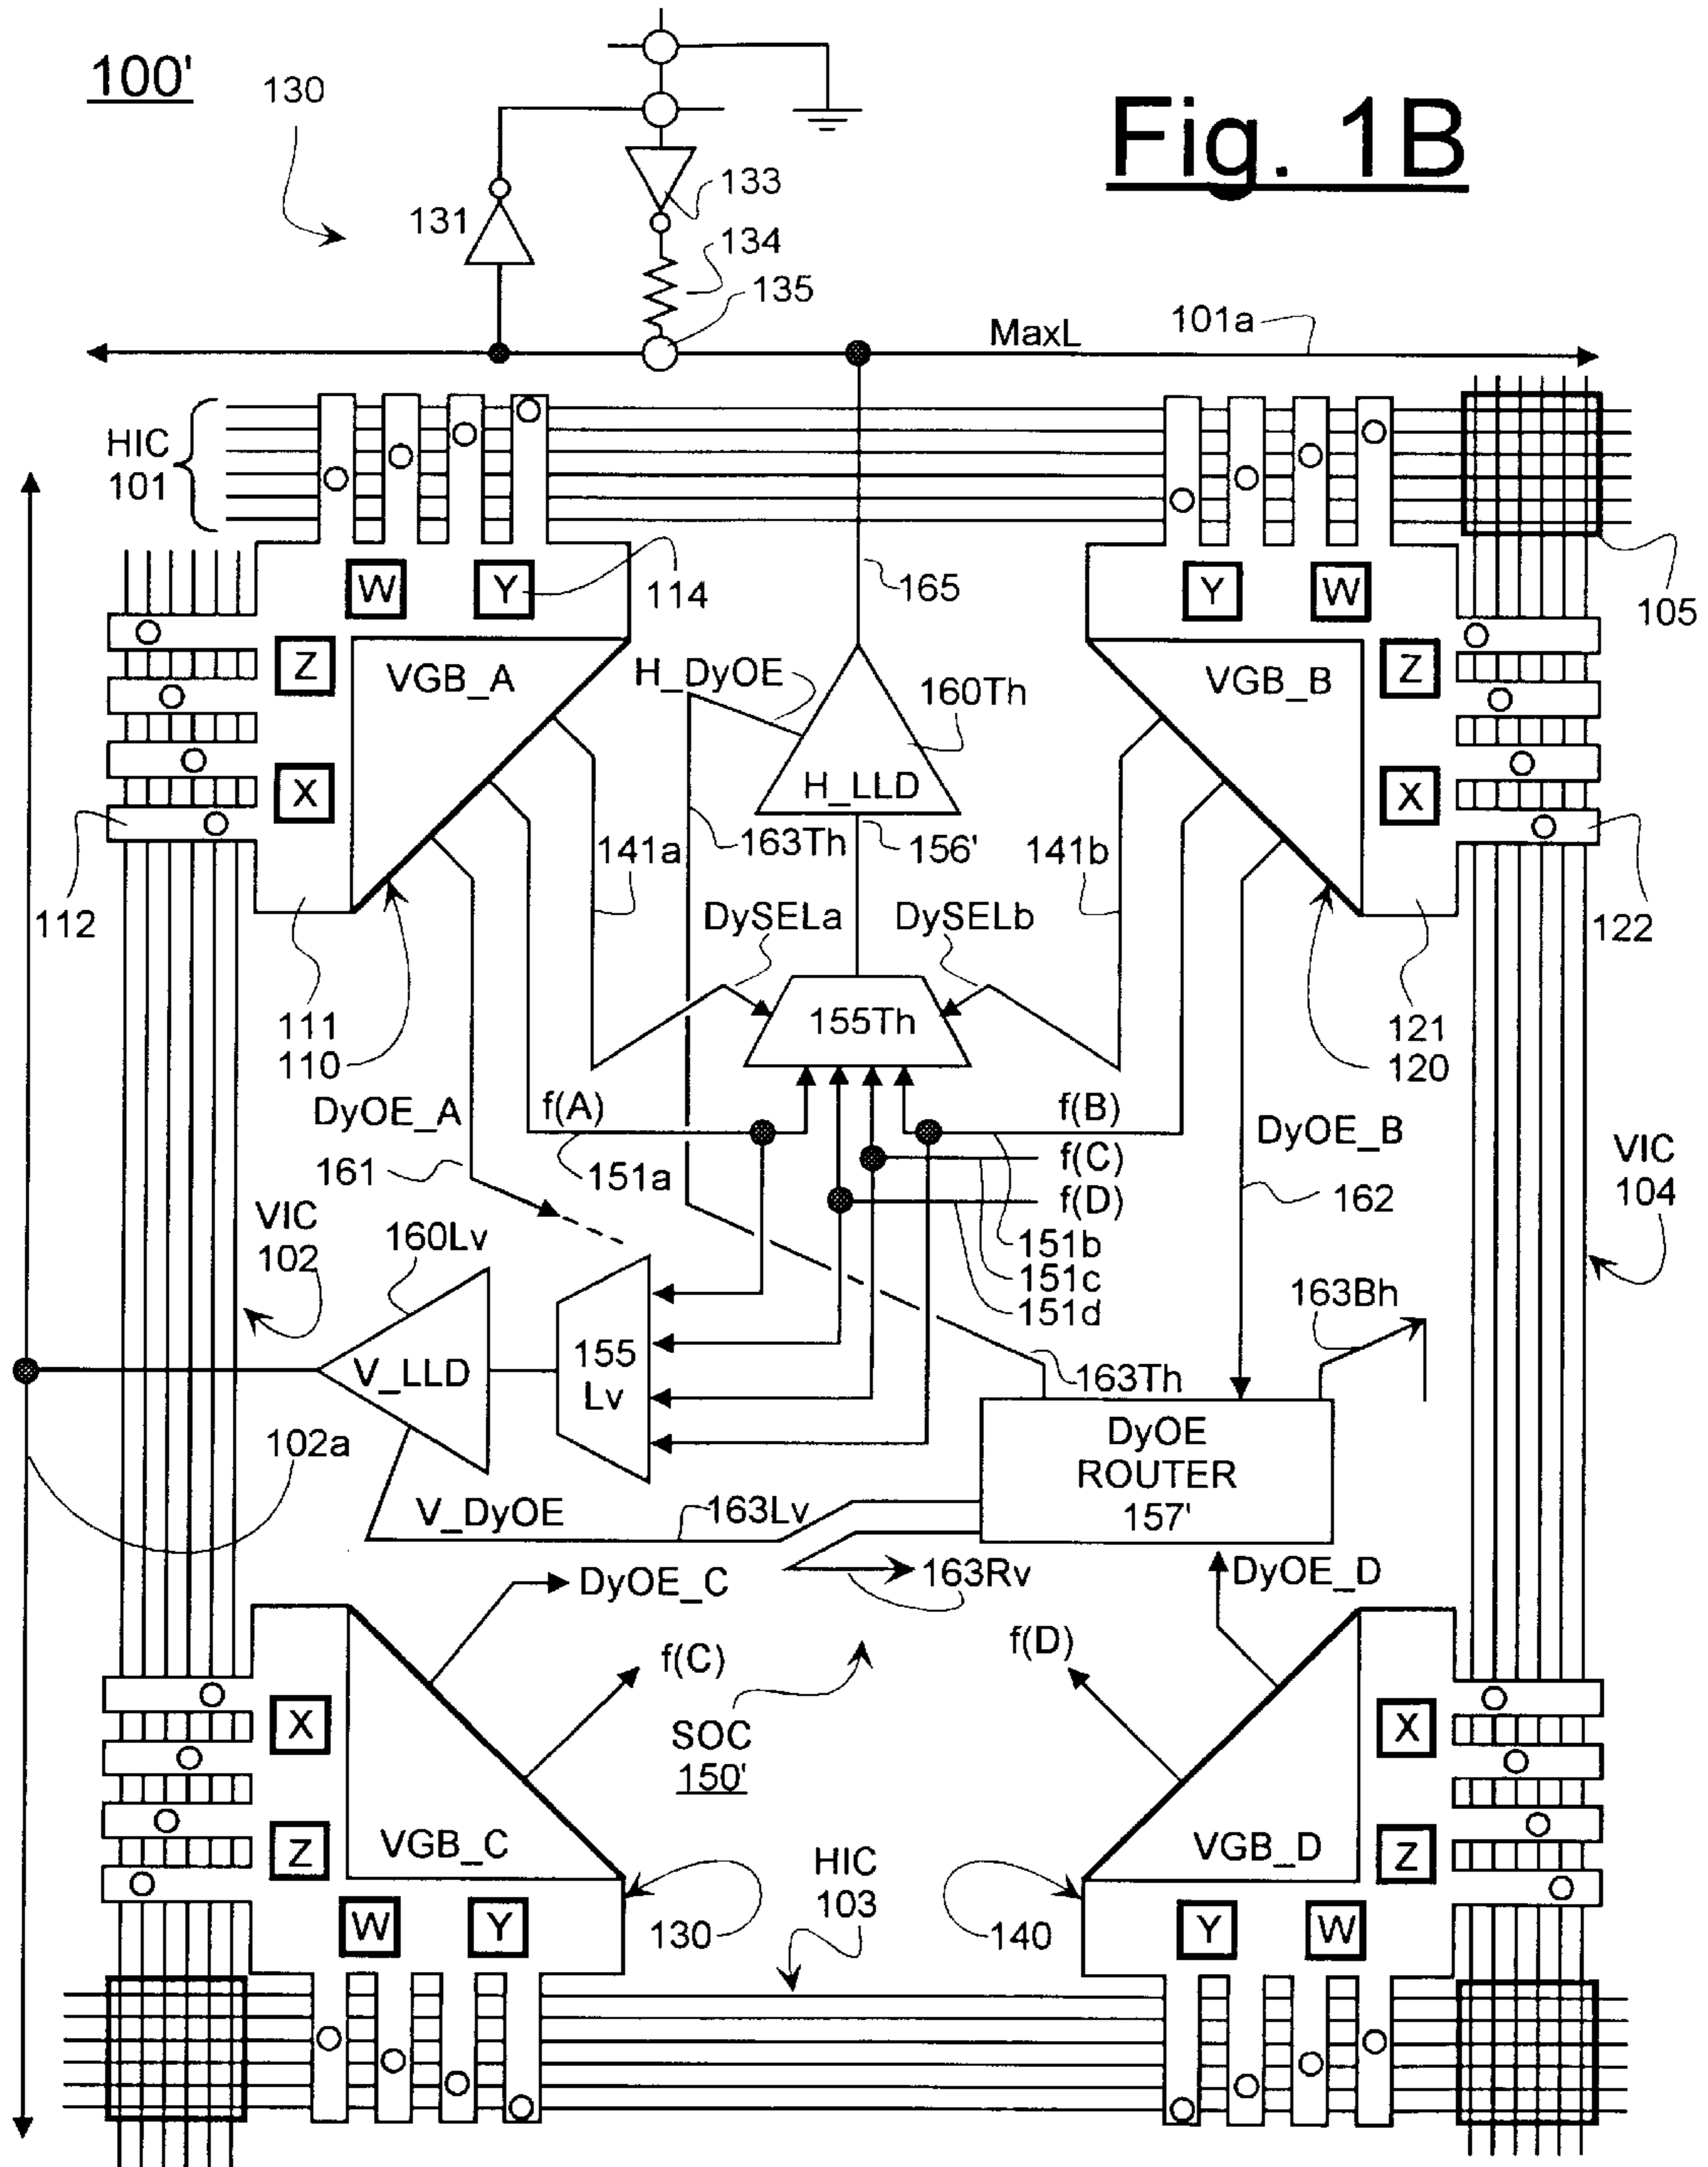 100'
130
Fig. 1B
131
133
134
135
MaxL
101a
HIC
101
W
Y
114
165
Y
W
105
Z
VGB_A
H_DyOE
160Th
VGB_B
Z
X
H_LLD
X
112
141a
163Th
156'
141b
122
DySELa
DySELb
111
110
155Th
121
120
DyOE_A
f(A)
f(B)
DyOE_B
161
151a
f(C)
f(D)
162
VIC
104
VIC
102
160Lv
151b
151c
151d
163Bh
V_LLD
155
Lv
163Th
102a
DyOE
ROUTER
157'
V_DyOE
163Lv
DyOE_C
163Rv
DyOE_D
f(C)
f(D)
X
SOC
150'
X
Z
VGB_C
HIC
103
VGB_D
Z
W
Y
130
140
Y
W